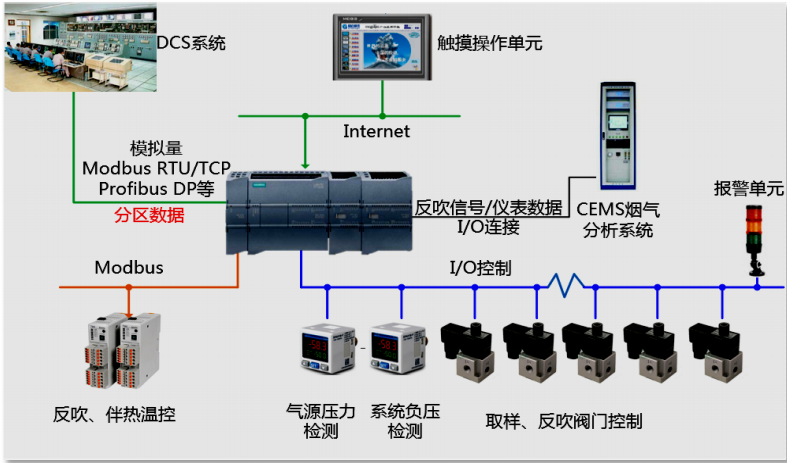 DCS系统
触摸操作单元
Internet
模拟量
Modbus RTU/TCP
Profibus DP等
分区数据
SIEMENS
反吹信号/仪表数据
I/O连接
CEMS烟气
分析系统
报警单元
Modbus
I/O控制
反吹、伴热温控
气源压力
检测
系统负压
检测
取样、反吹阀门控制